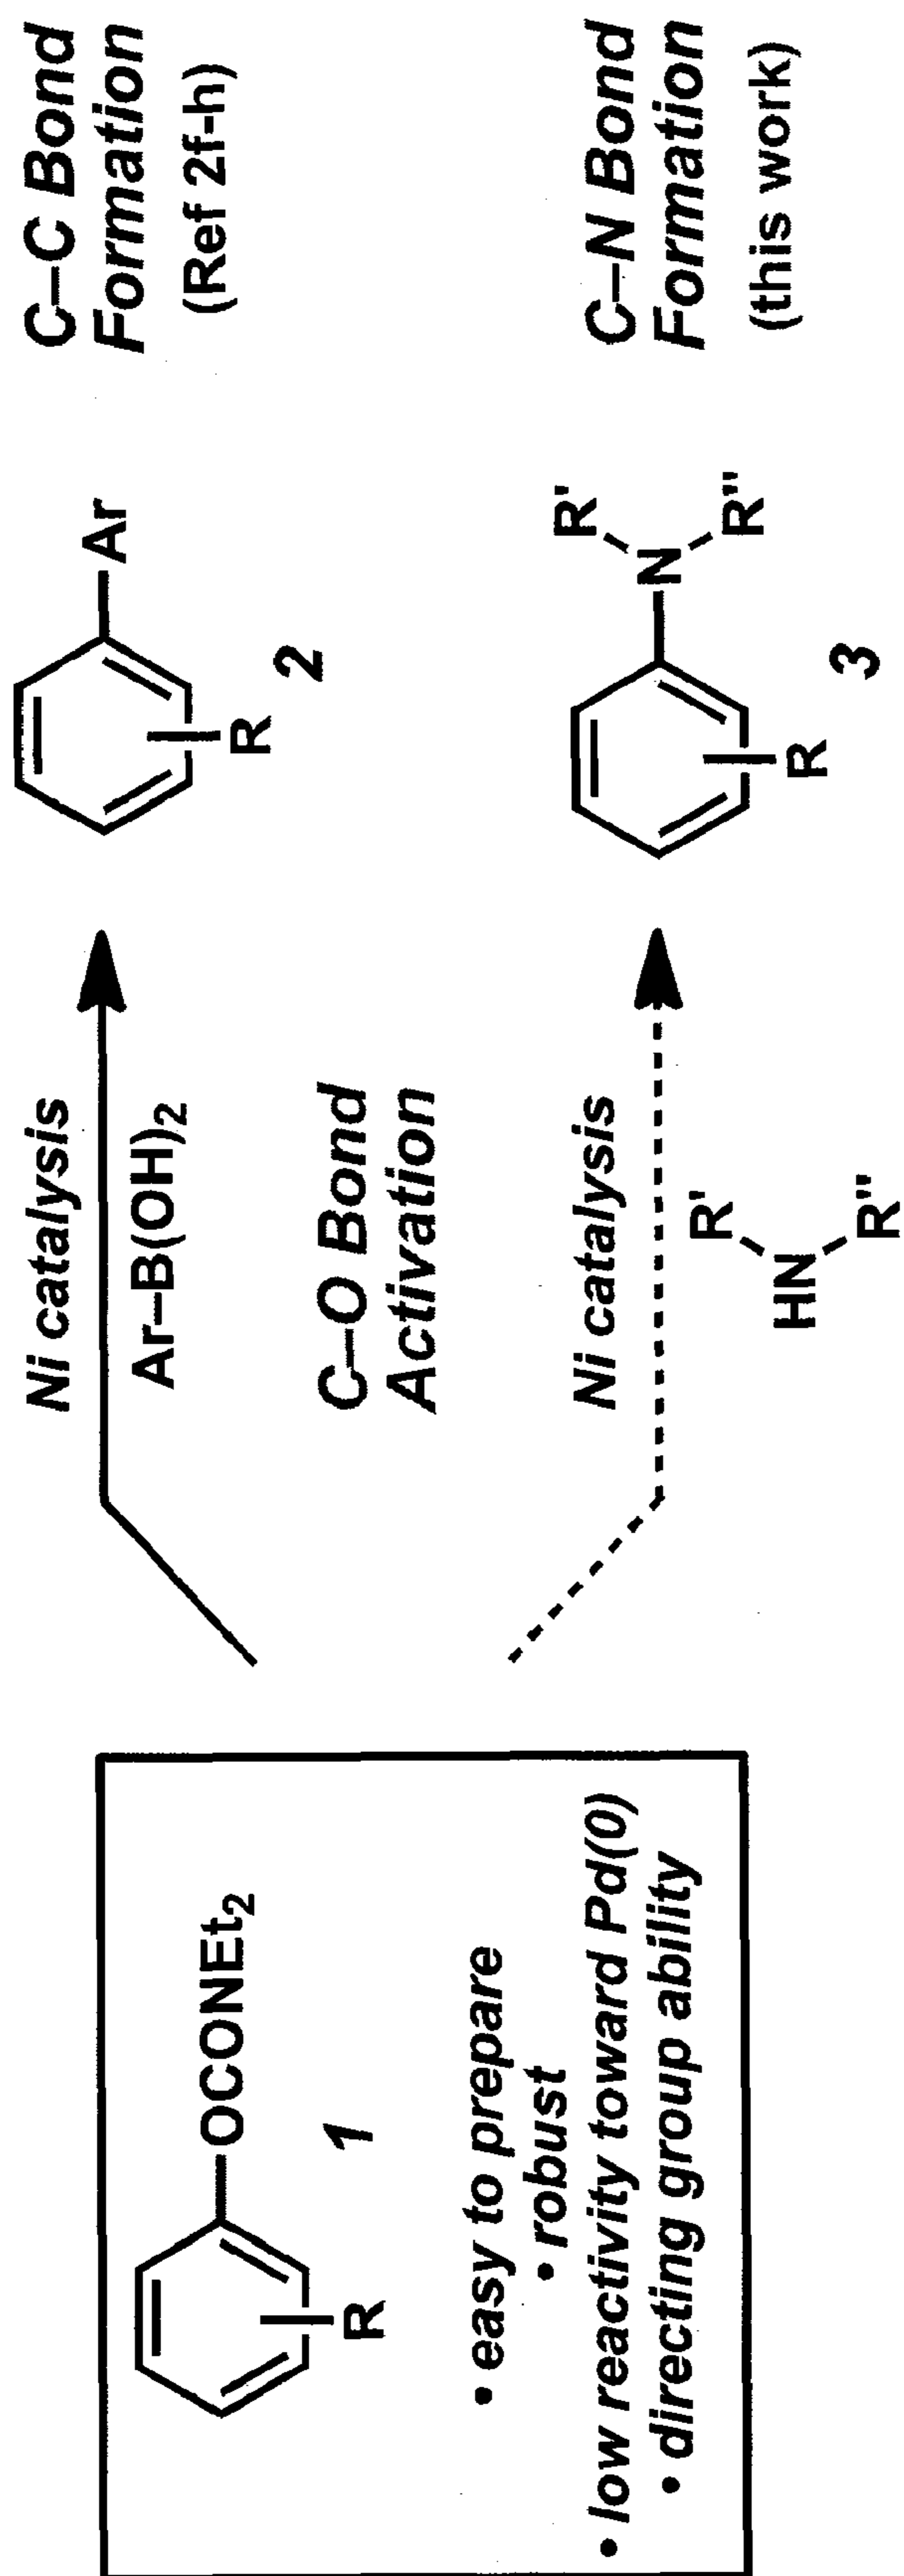 OCONEt2
R
1
• easy to prepare
• robust
• low reactivity toward Pd(0)
• directing group ability
Ni catalysis
Ar–B(OH)2
C–O Bond
Activation
Ni catalysis
R'
HN
R"
Ar
R
2
C–C Bond
Formation
(Ref 2f-h)
R'
N
R"
R
3
C–N Bond
Formation
(this work)